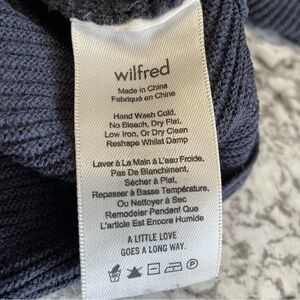 wilfred
Made in China
Fabriqué en Chine
Hand Wash Cold,
No Bleach, Dry Flat,
Low Iron, Or Dry Clean
Reshape Whilst Damp
Laver à La Main à L'eau Froide,
Pas De Blanchiment,
Sécher à Plat,
Repasser à Basse Température,
Ou Nettoyer à Sec
Remodeler Pendant Que
L'article Est Encore Humide
A LITTLE LOVE
GOES A LONG WAY.